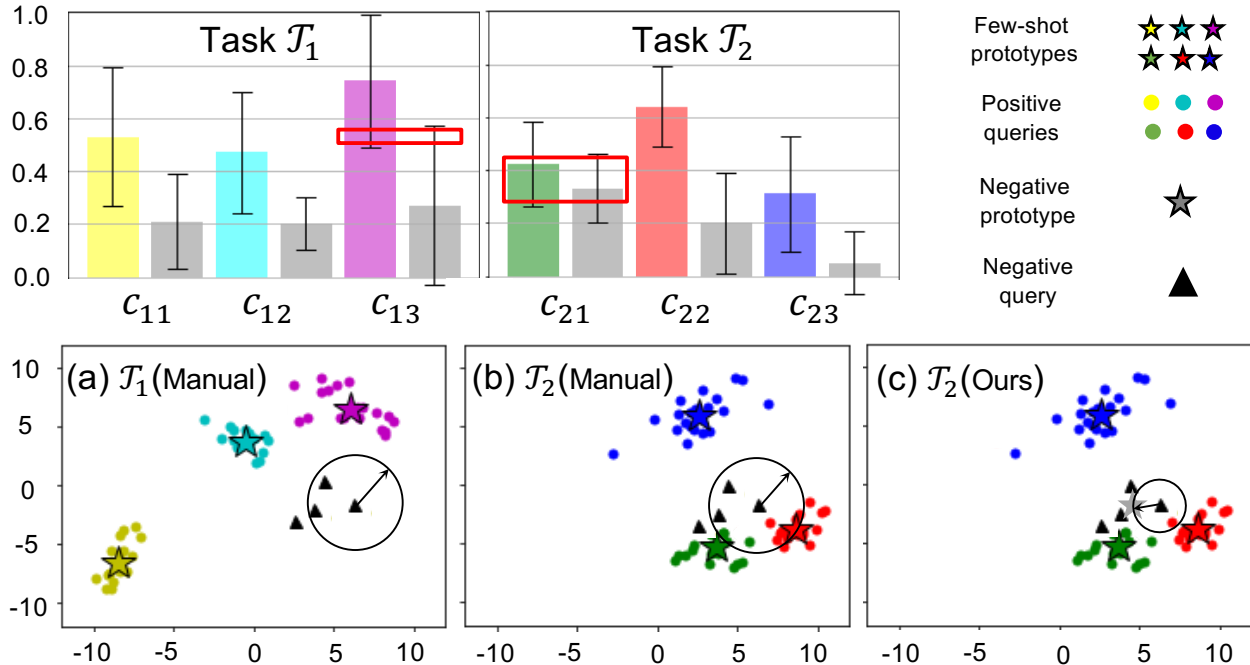 1.0
0.8
0.6
0.4
0.2
0.0
Task 𝒯₁
Task 𝒯₂
c₁₁ c₁₂ c₁₃
c₂₁ c₂₂ c₂₃
Few-shot
prototypes
Positive
queries
Negative
prototype
Negative
query
(a) 𝒯₁(Manual)
(b) 𝒯₂(Manual)
(c) 𝒯₂(Ours)
10
5
0
-5
-10
-10 -5 0 5 10
-10 -5 0 5 10
-10 -5 0 5 10